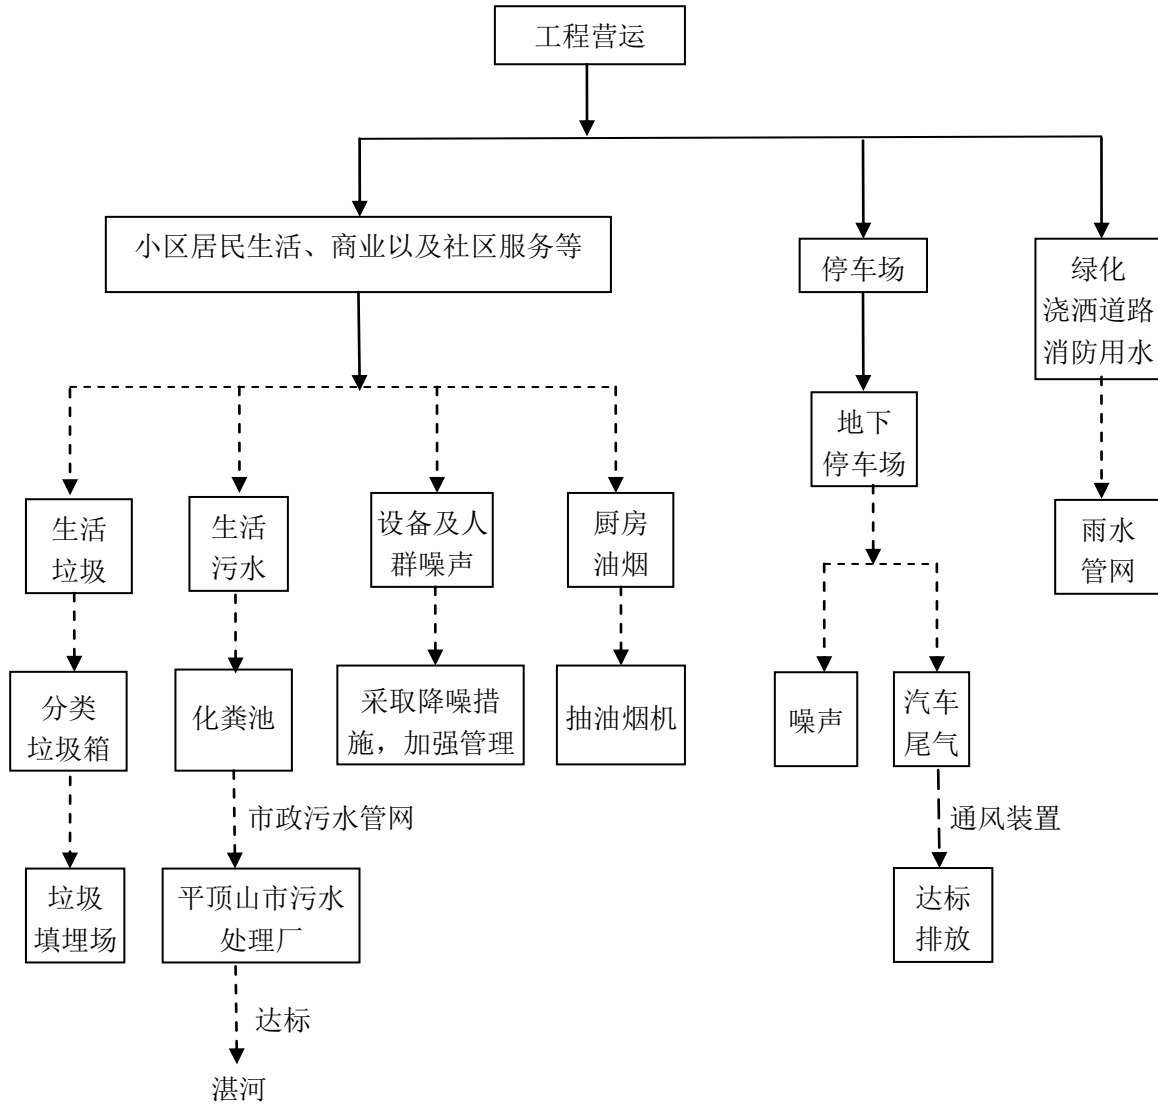 工程营运
小区居民生活、商业以及社区服务等
停车场
绿化
浇洒道路
消防用水
地下
停车场
生活
垃圾
生活
污水
设备及人
群噪声
厨房
油烟
雨水
管网
分类
垃圾箱
化粪池
采取降噪措
施，加强管理
抽油烟机
噪声
汽车
尾气
市政污水管网
通风装置
垃圾
填埋场
平顶山市污水
处理厂
达标
排放
达标
湛河